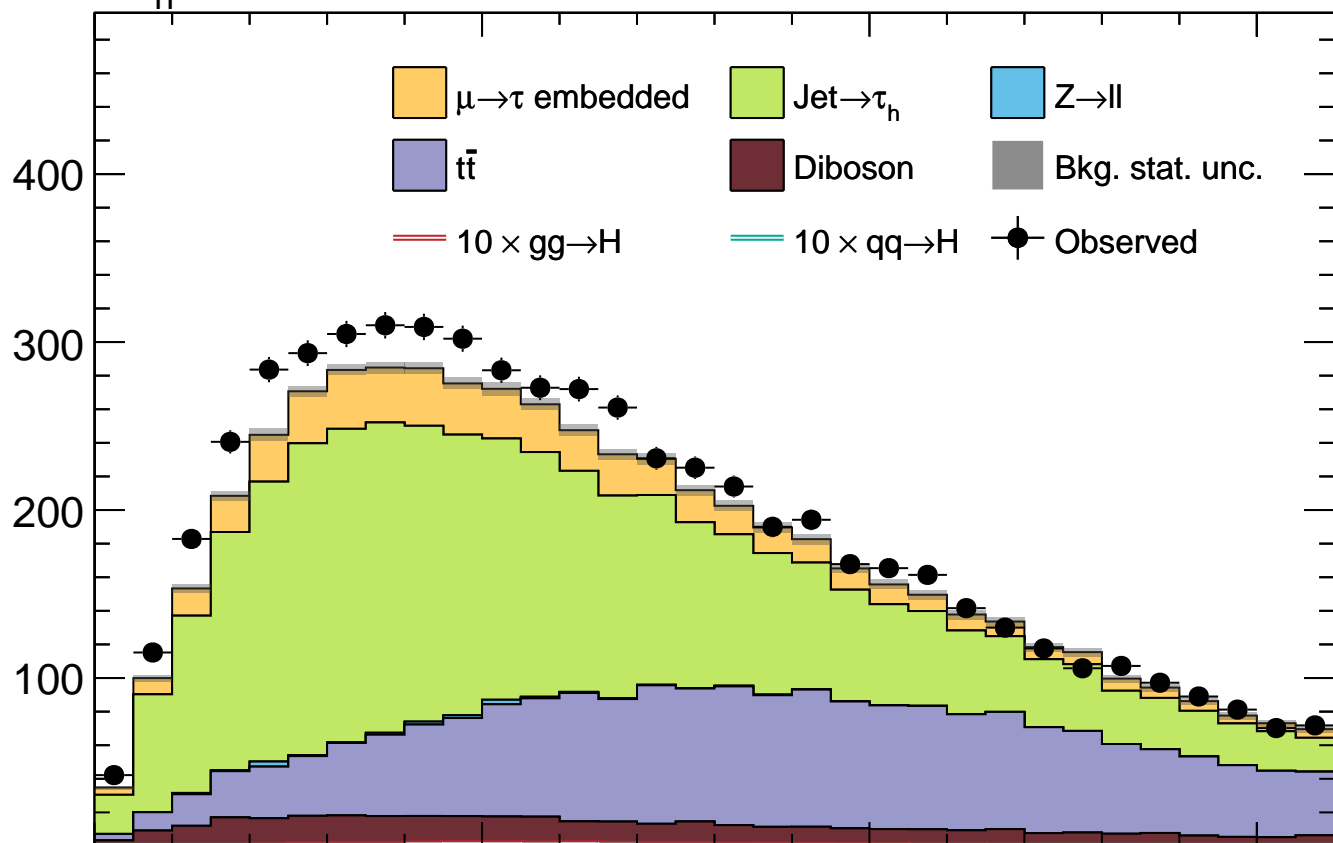 μ→τ embedded Jet→τh Z→ll
400 tt̄ Diboson Bkg. stat. unc.
10 × gg→H 10 × qq→H Observed
300
200
100